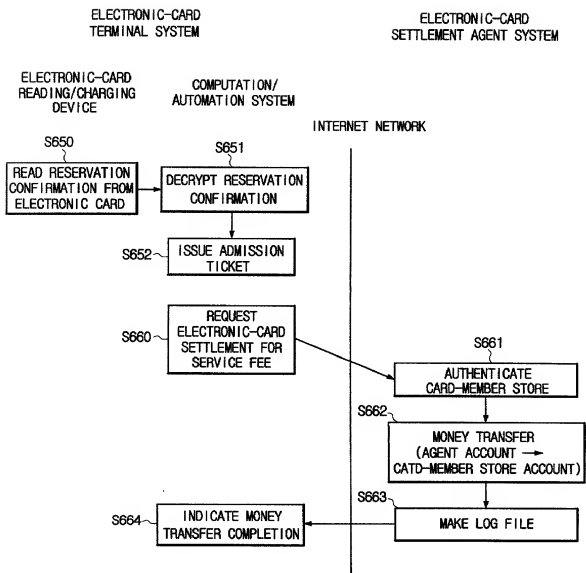 ELECTRONIC-CARD
TERMINAL SYSTEM
ELECTRONIC-CARD
SETTLEMENT AGENT SYSTEM
ELECTRONIC-CARD
READING/CHARGING
DEVICE
COMPUTATION/
AUTOMATION SYSTEM
INTERNET NETWORK
S650
READ RESERVATION
CONFIRMATION FROM
ELECTRONIC CARD
S651
DECRYPT RESERVATION
CONFIRMATION
S652
ISSUE ADMISSION
TICKET
S660
REQUEST
ELECTRONIC-CARD
SETTLEMENT FOR
SERVICE FEE
S661
AUTHENTICATE
CARD-MEMBER STORE
S662
MONEY TRANSFER
(AGENT ACCOUNT →
CATD-MEMBER STORE ACCOUNT)
S663
MAKE LOG FILE
S664
INDICATE MONEY
TRANSFER COMPLETION